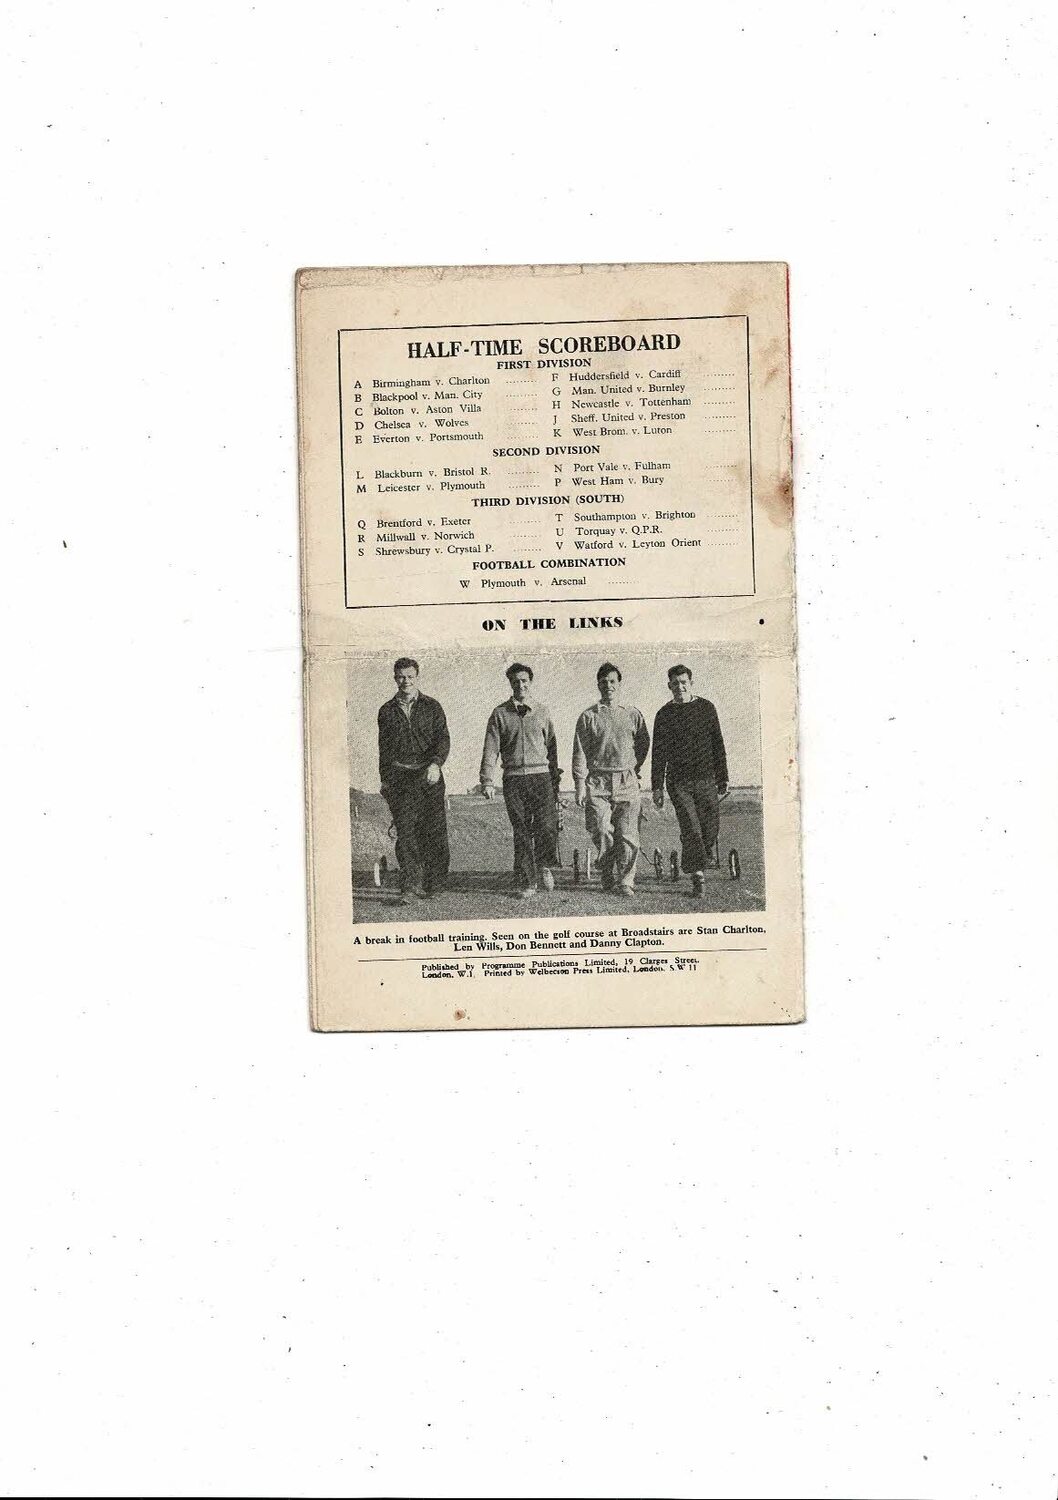 HALF-TIME SCOREBOARD
FIRST DIVISION
A Birmingham v. Charlton ......... F Huddersfield v. Cardiff .........
B Blackpool v. Man. City ......... G Man. United v. Burnley .........
C Bolton v. Aston Villa ......... H Newcastle v. Tottenham .........
D Chelsea v. Wolves ......... J Sheff. United v. Preston .........
E Everton v. Portsmouth ......... K West Brom. v. Luton .........
SECOND DIVISION
L Blackburn v. Bristol R. ......... N Port Vale v. Fulham .........
M Leicester v. Plymouth ......... P West Ham v. Bury .........
THIRD DIVISION (SOUTH)
Q Brentford v. Exeter ......... T Southampton v. Brighton .........
R Millwall v. Norwich ......... U Torquay v. Q.P.R. .........
S Shrewsbury v. Crystal P. ......... V Watford v. Leyton Orient .........
FOOTBALL COMBINATION
W Plymouth v. Arsenal .........
ON THE LINKS
A break in football training. Seen on the golf course at Broadstairs are Stan Charlton,
Len Wills, Don Bennett and Danny Clapton.
Published by Programme Publications Limited, 19 Clarges Street,
London, W.1. Printed by Welbecson Press Limited, London. S.W 11